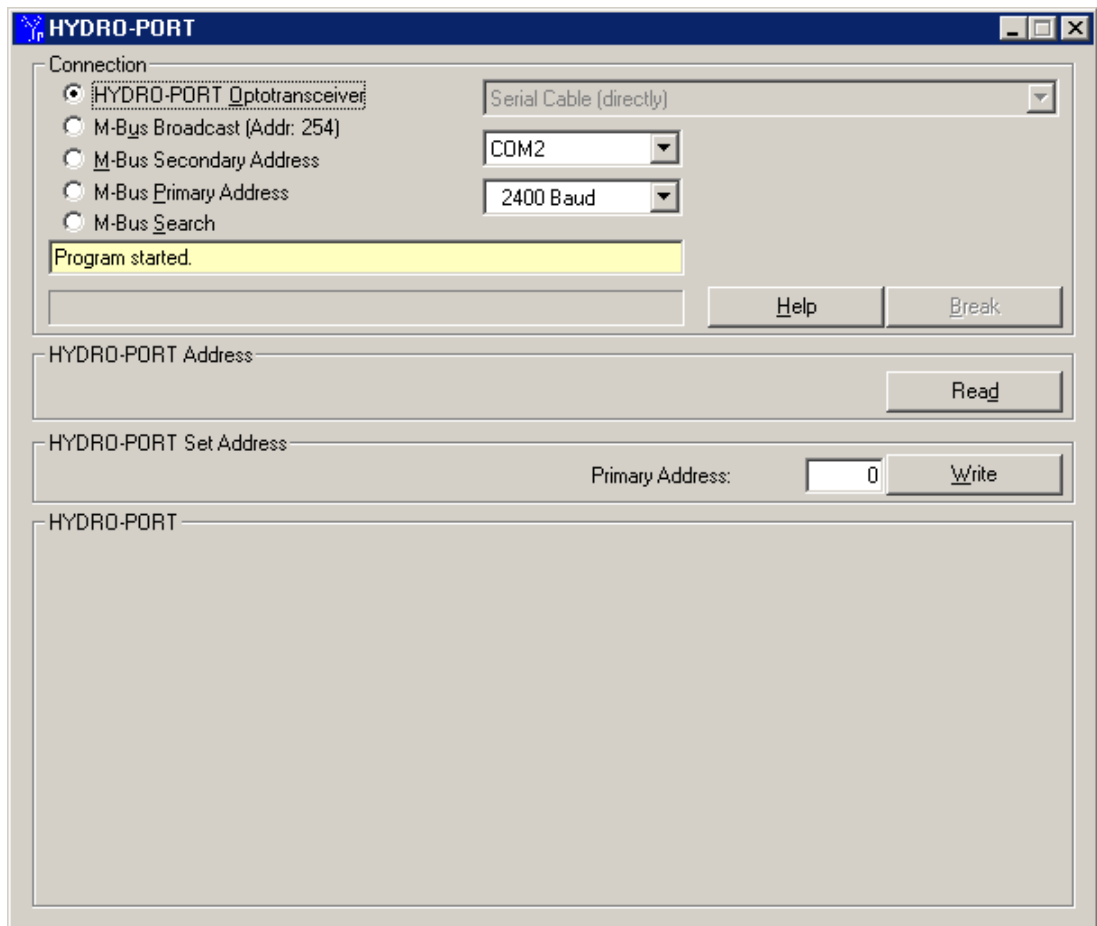 HYDRO-PORT
Connection
HYDRO-PORT Optotransceiver
Serial Cable (directly)
M-Bus Broadcast (Addr: 254)
COM2
M-Bus Secondary Address
M-Bus Primary Address
2400 Baud
M-Bus Search
Program started.
Help
Break
HYDRO-PORT Address
Read
HYDRO-PORT Set Address
Primary Address:
0
Write
HYDRO-PORT